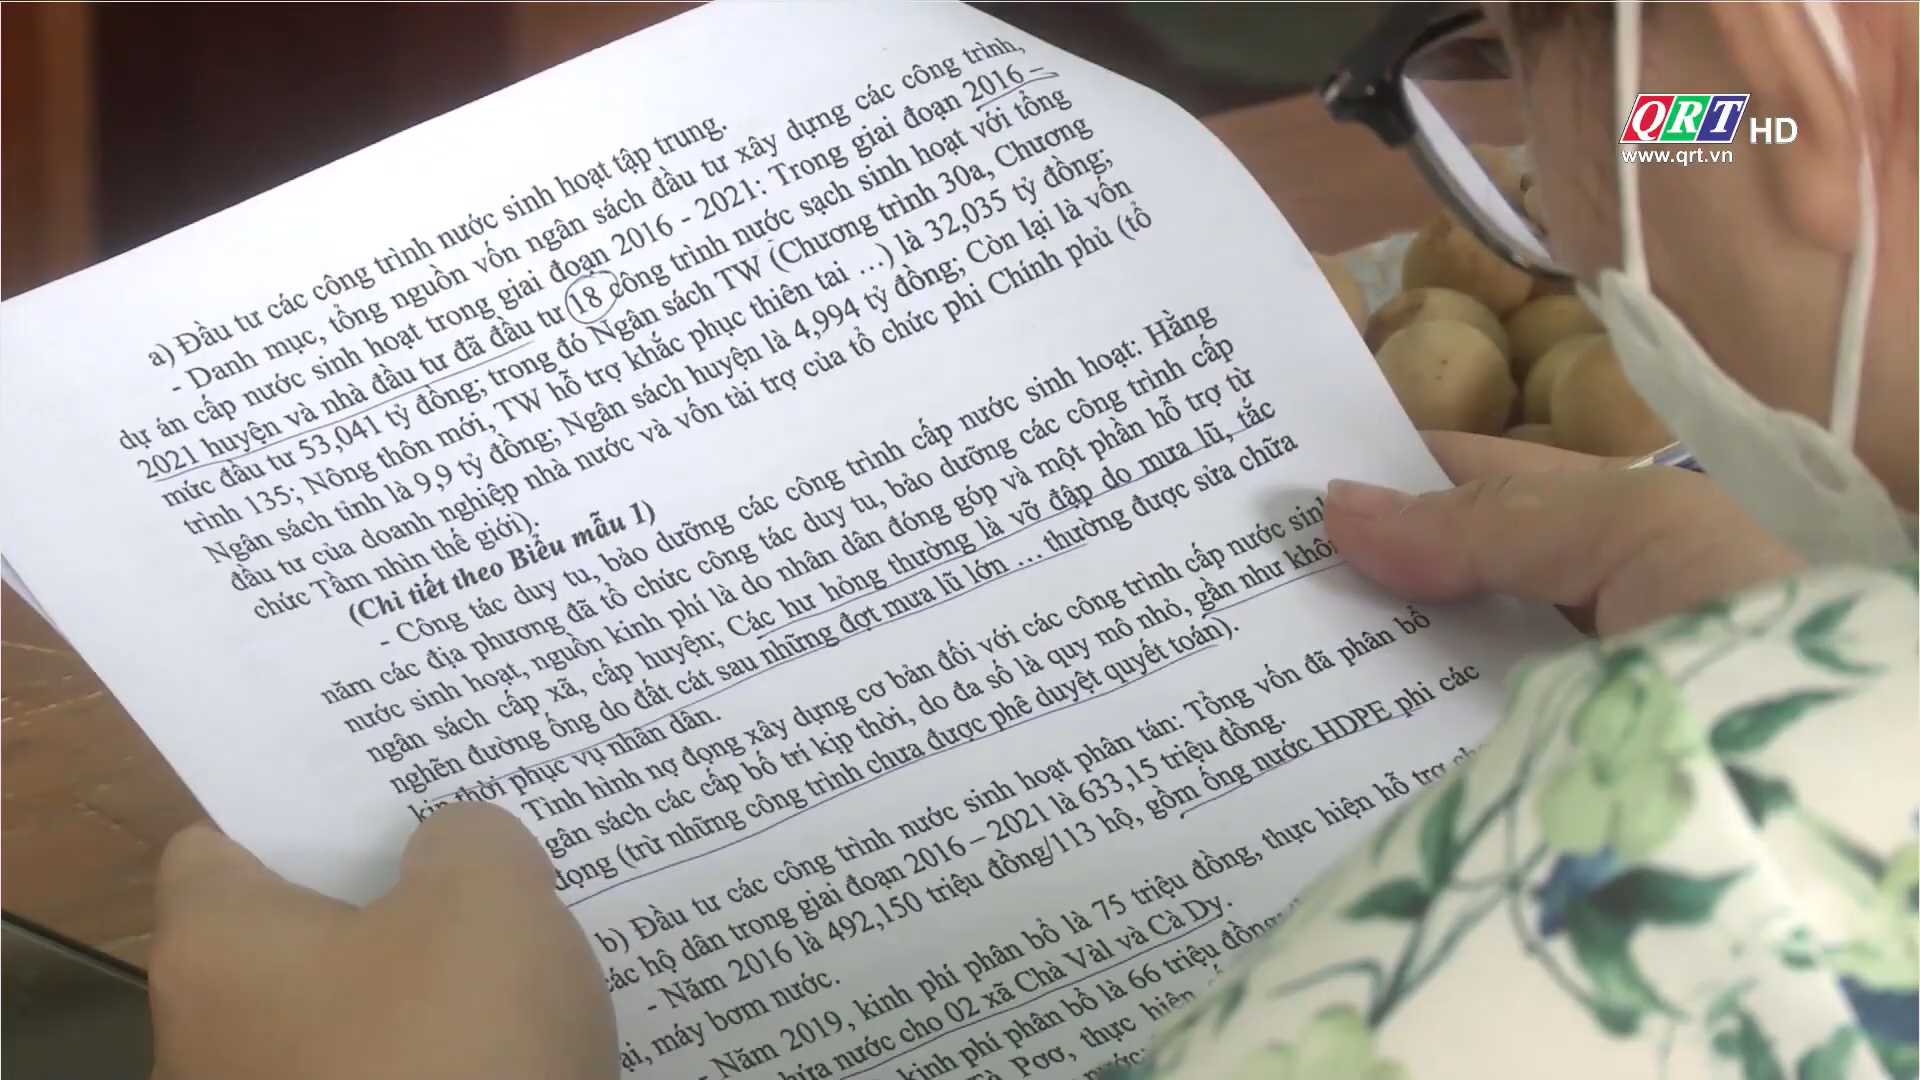 QRT HD
www.qrt.vn
a) Đầu tư các công trình nước sinh hoạt tập trung.
- Danh mục, tổng nguồn vốn ngân sách đầu tư xây dựng các công trình,
dự án cấp nước sinh hoạt trong giai đoạn 2016 - 2021: Trong giai đoạn 2016 –
2021 huyện và nhà đầu tư đã đầu tư 18 công trình nước sạch sinh hoạt với tổng
mức đầu tư 53,041 tỷ đồng; trong đó Ngân sách TW (Chương trình 30a, Chương
trình 135; Nông thôn mới, TW hỗ trợ khắc phục thiên tai ...) là 32,035 tỷ đồng;
Ngân sách tỉnh là 9,9 tỷ đồng; Ngân sách huyện là 4,994 tỷ đồng; Còn lại là vốn
đầu tư của doanh nghiệp nhà nước và vốn tài trợ của tổ chức phi Chính phủ (tổ
chức Tầm nhìn thế giới).
(Chi tiết theo Biểu mẫu 1)
- Công tác duy tu, bảo dưỡng các công trình cấp nước sinh hoạt: Hằng
năm các địa phương đã tổ chức công tác duy tu, bảo dưỡng các công trình cấp
nước sinh hoạt, nguồn kinh phí là do nhân dân đóng góp và một phần hỗ trợ từ
ngân sách cấp xã, cấp huyện; Các hư hỏng thường là vỡ đập do mưa lũ, tắc
nghẽn đường ống do đất cát sau những đợt mưa lũ lớn ... thường được sửa chữa
kịp thời phục vụ nhân dân.
Tình hình nợ đọng xây dựng cơ bản đối với các công trình cấp nước sinh
gân sách các cấp bố trí kịp thời, do đa số là quy mô nhỏ, gần như khôn
đọng (trừ những công trình chưa được phê duyệt quyết toán).
b) Đầu tư các công trình nước sinh hoạt phân tán: Tổng vốn đã phân bổ
các hộ dân trong giai đoạn 2016 – 2021 là 633,15 triệu đồng.
- Năm 2016 là 492,150 triệu đồng/113 hộ, gồm ống nước HDPE phi các
ại, máy bơm nước.
- Năm 2019, kinh phí phân bổ là 75 triệu đồng, thực hiện hỗ trợ
hứa nước cho 02 xã Chà Vàl và Cà Dy.
kinh phí phân bổ là 66 triệu đồng
Pơơ, thực hiện